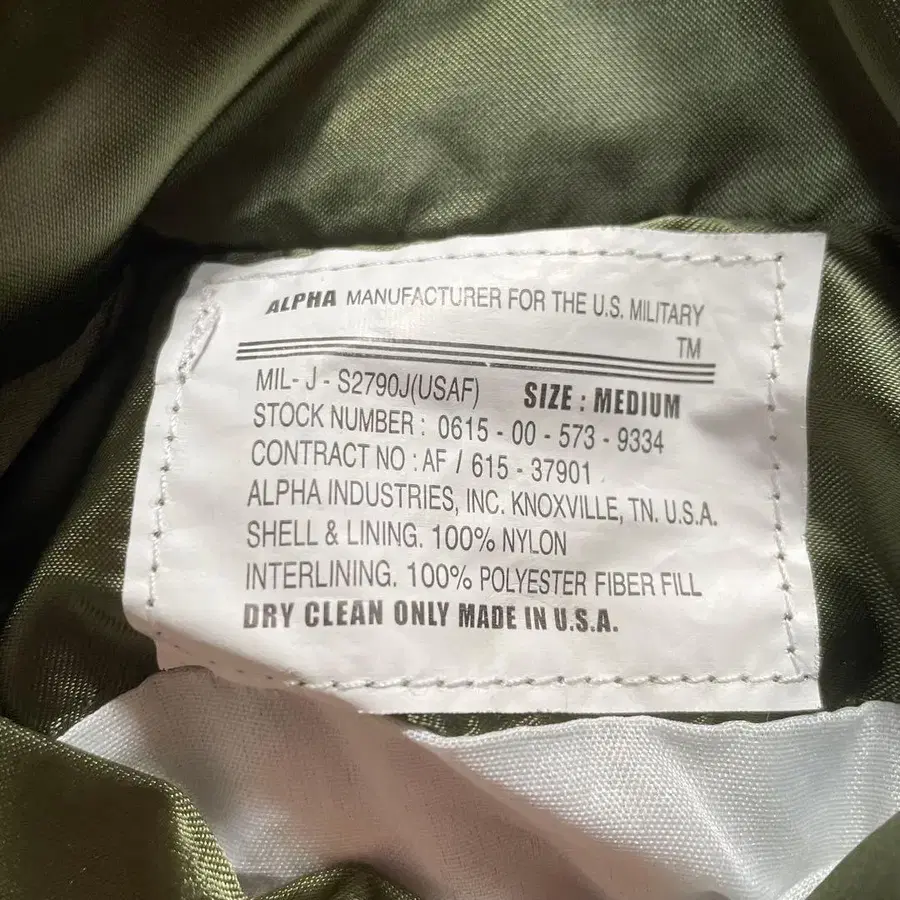 ALPHA MANUFACTURER FOR THE U.S. MILITARY
TM
MIL- J - S2790J(USAF) SIZE : MEDIUM
STOCK NUMBER : 0615 - 00 - 573 - 9334
CONTRACT NO : AF / 615 - 37901
ALPHA INDUSTRIES, INC. KNOXVILLE, TN. U.S.A.
SHELL & LINING. 100% NYLON
INTERLINING. 100% POLYESTER FIBER FILL
DRY CLEAN ONLY MADE IN U.S.A.